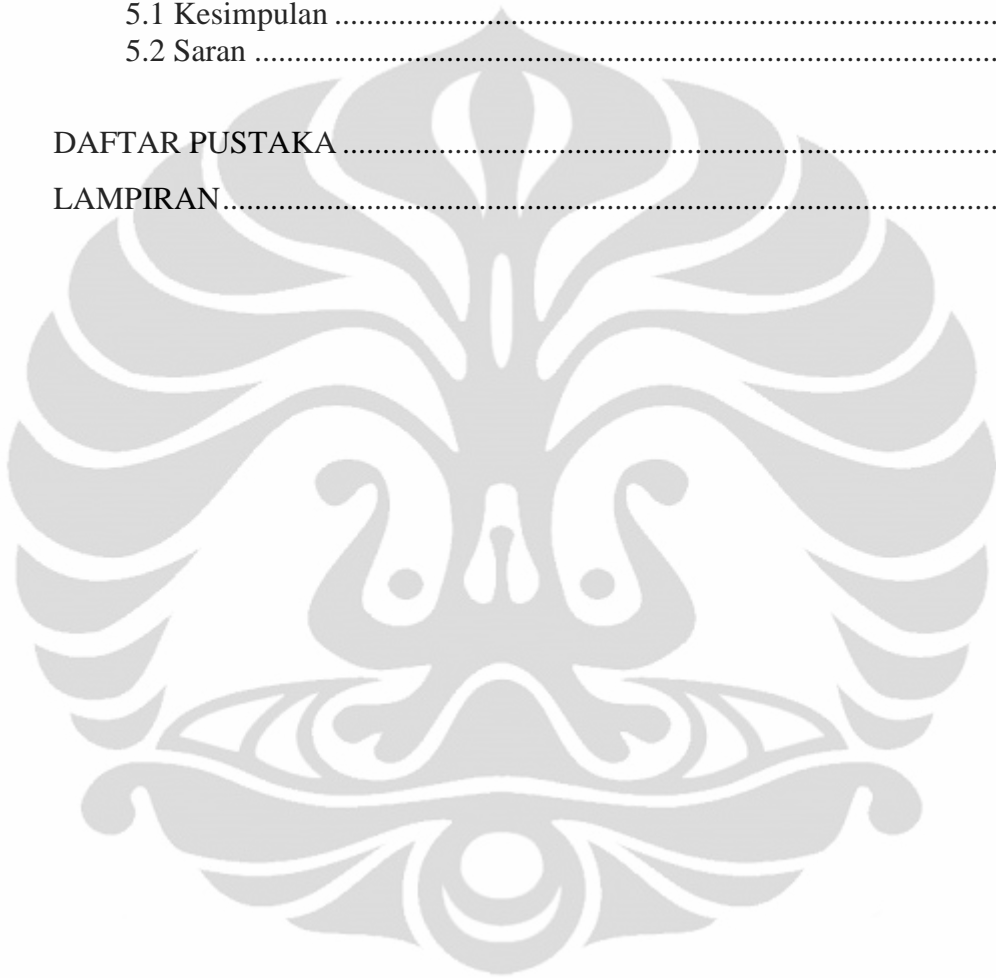 5.1 Kesimpulan ....................................................................................
5.2 Saran ..............................................................................................
DAFTAR PUSTAKA ...................................................................................
LAMPIRAN..................................................................................................